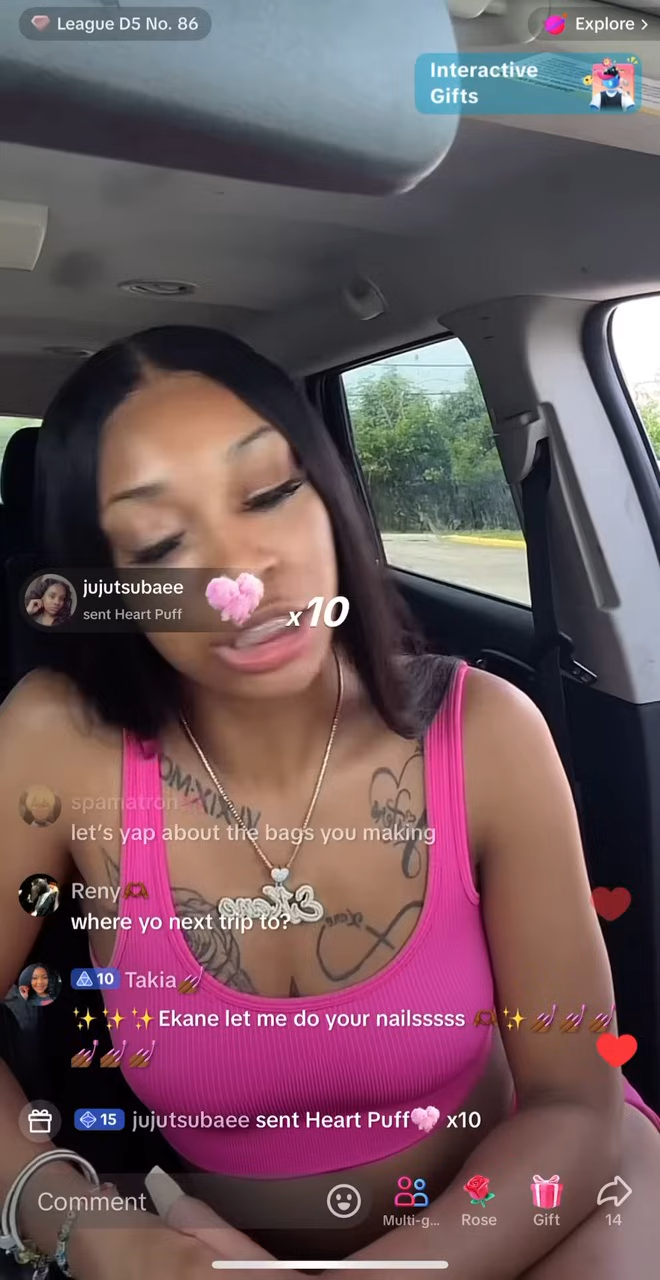 League D5 No. 86
Explore >
Interactive
Gifts
jujutsubaee
sent Heart Puff
x10
spamatron
let's yap about the bags you making
Reny🫶🏾
where yo next trip to?
10 Takia💅🏾
✨✨✨Ekane let me do your nailsssss 🫶🏾✨💅🏾💅🏾💅🏾
💅🏾💅🏾💅🏾
15 jujutsubaee sent Heart Puff x10
Comment
Multi-g...
Rose
Gift
14